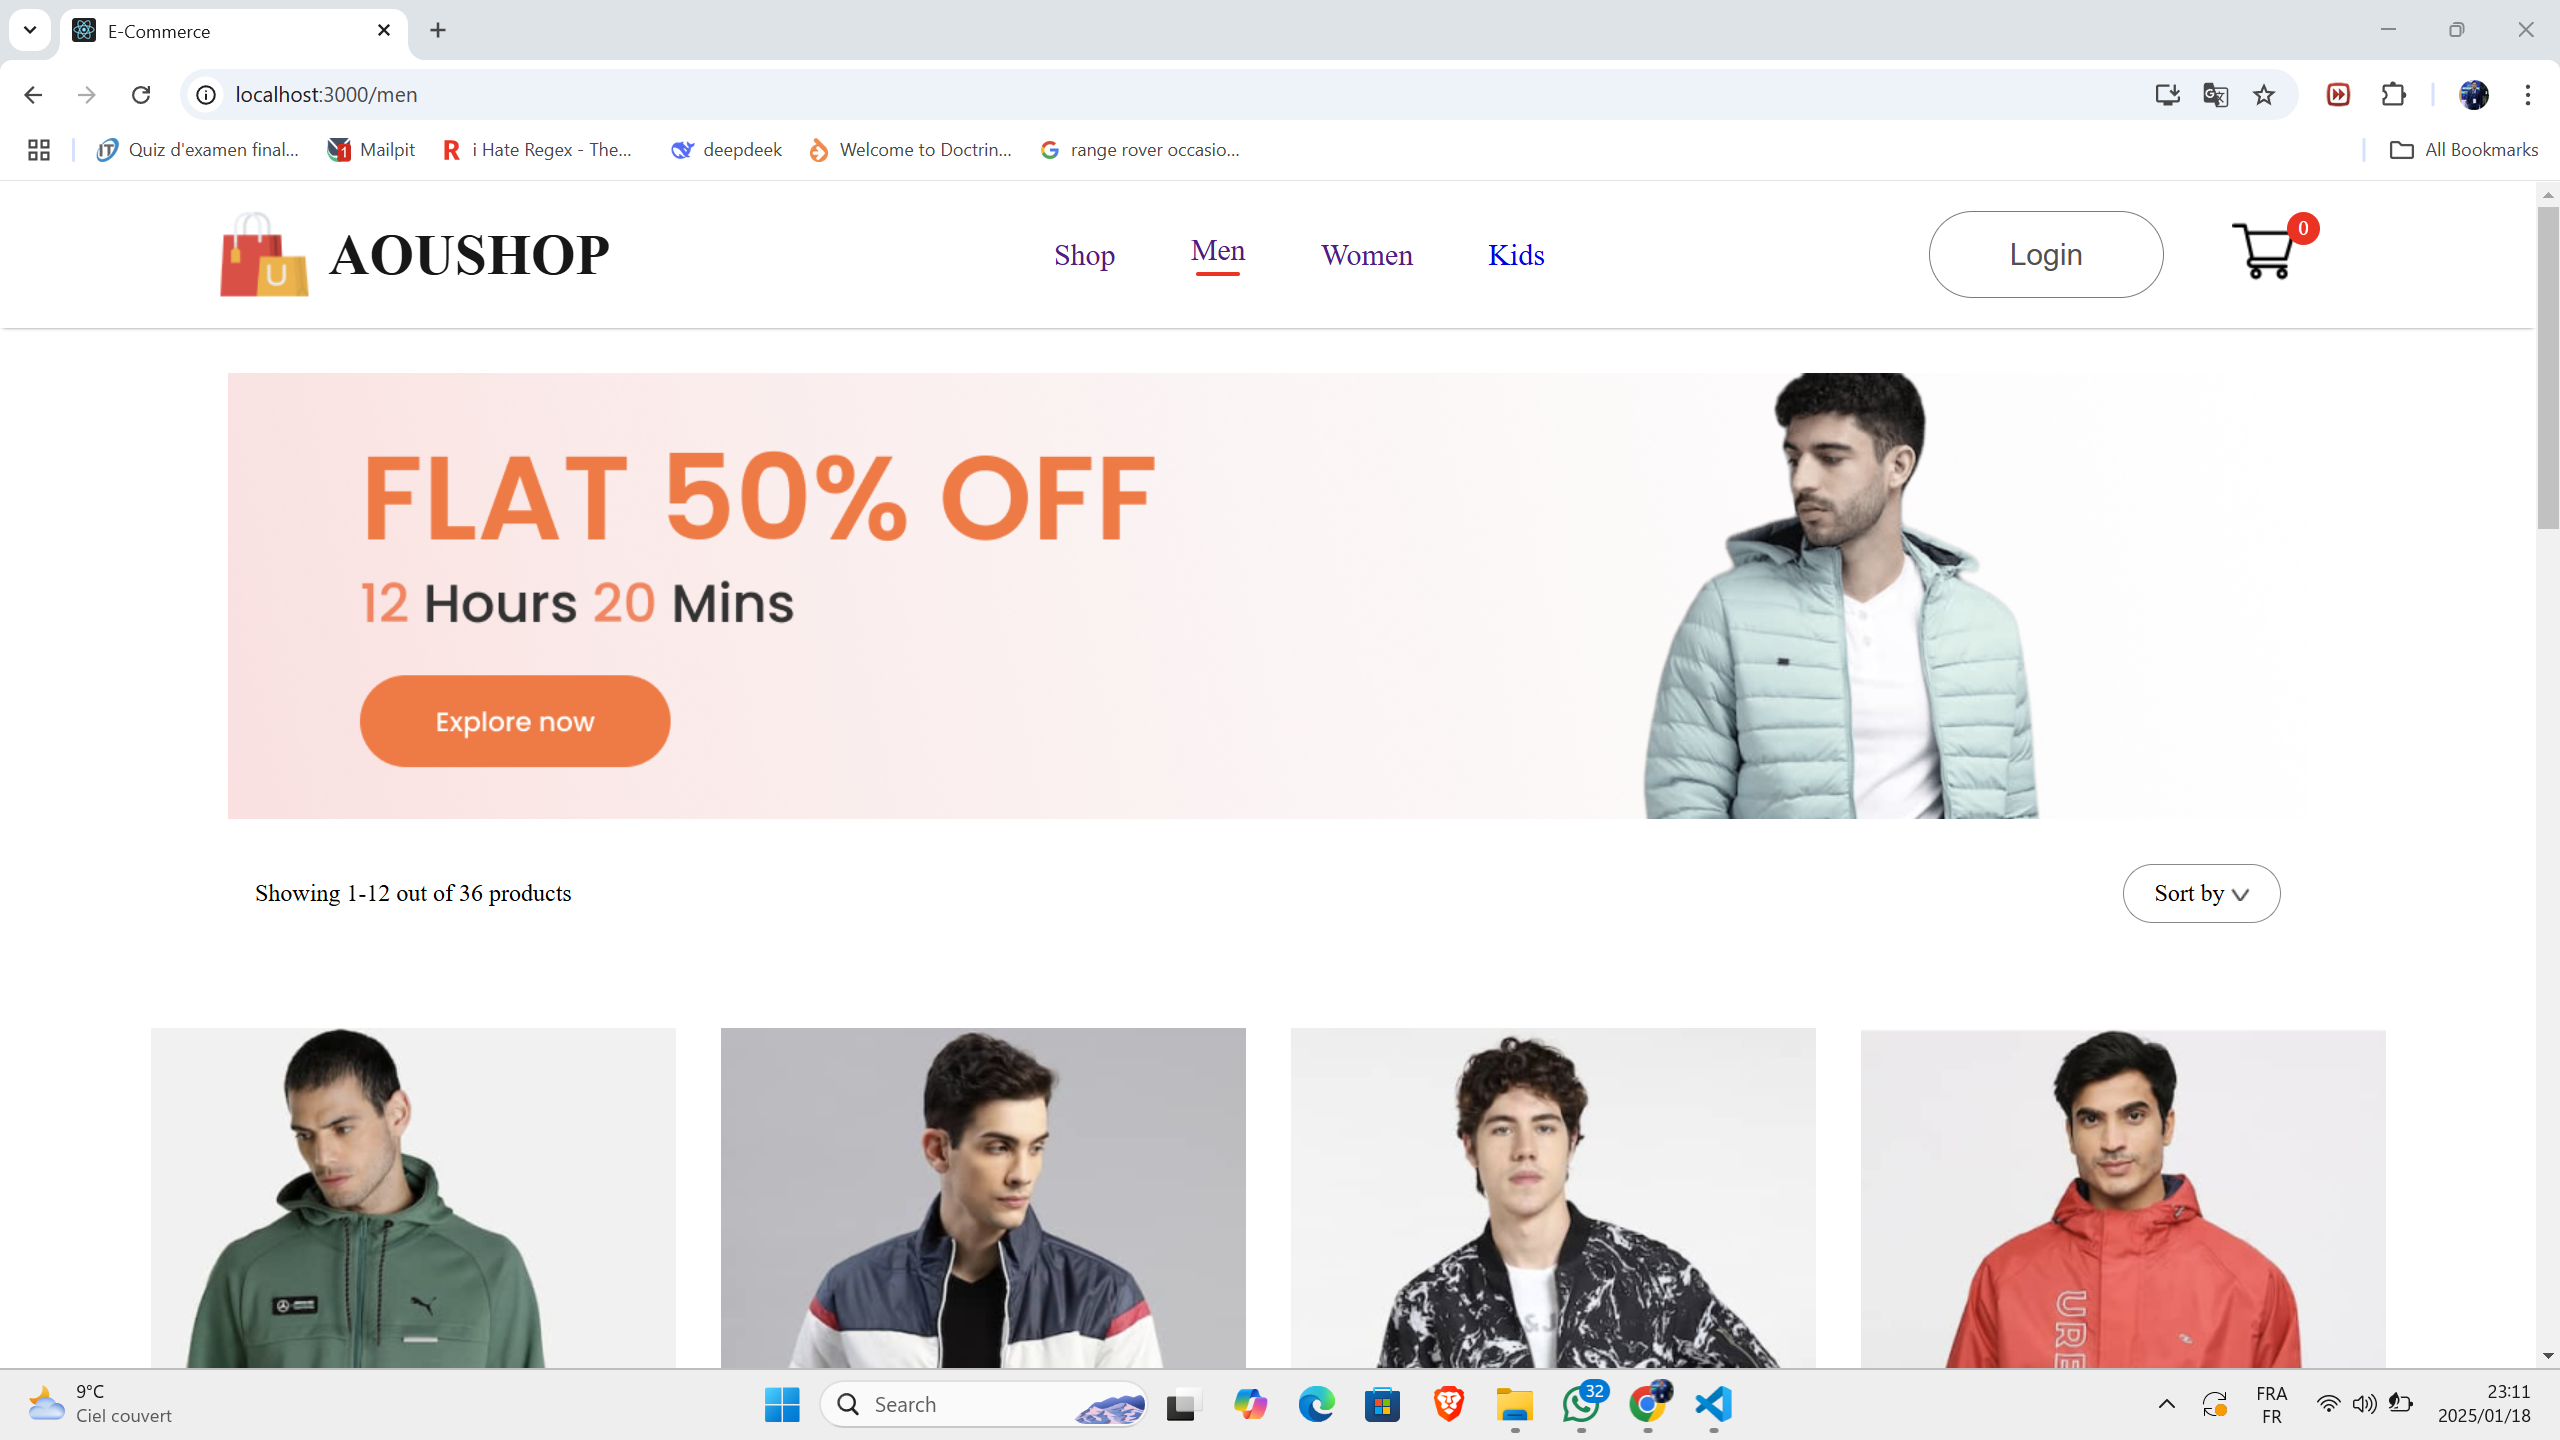 E-Commerce
localhost:3000/men
Quiz d'examen final...
1
Mailpit
R
i Hate Regex - The...
deepdeek
Welcome to Doctrin...
range rover occasio...
All Bookmarks
U
AOUSHOP
Shop
Men
Women
Kids
Login
0
FLAT 50% OFF
12 Hours 20 Mins
Explore now
Showing 1-12 out of 36 products
Sort by
& J
URE
9°C
Ciel couvert
Search
32
FRA
FR
23:11
2025/01/18